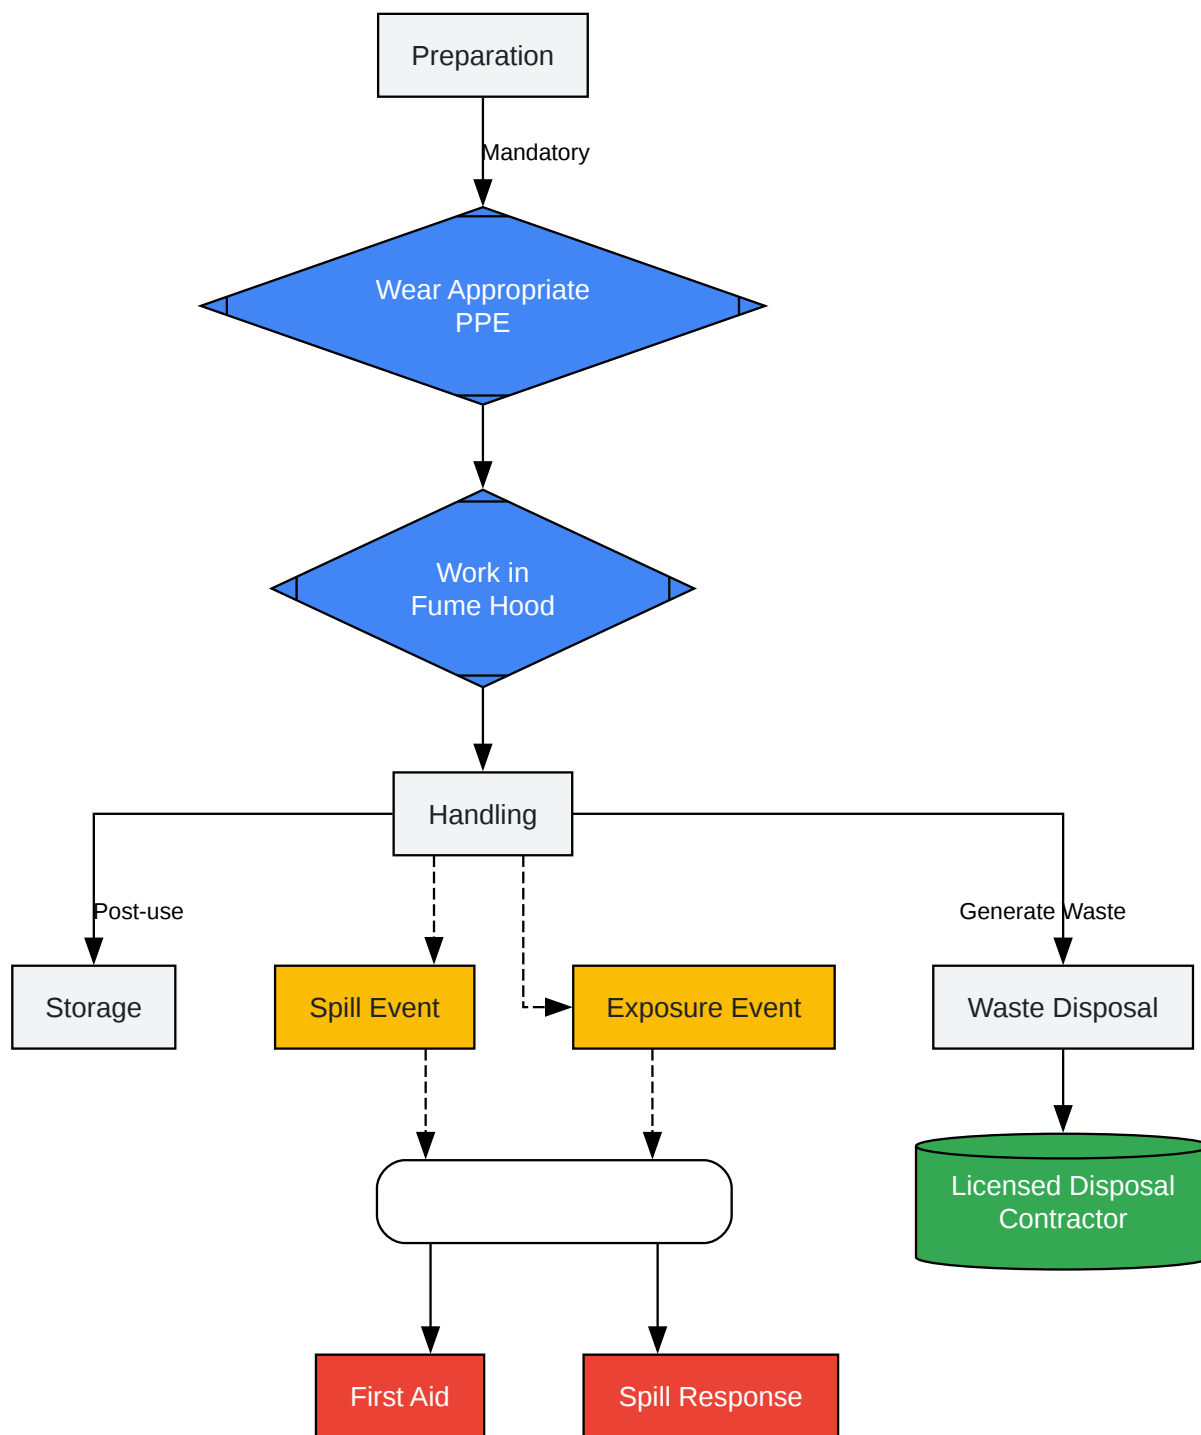 Preparation
Mandatory
Wear Appropriate
PPE
Work in
Fume Hood
Handling
Post-use
Generate Waste
Storage
Spill Event
Exposure Event
Waste Disposal
Licensed Disposal
Contractor
First Aid
Spill Response